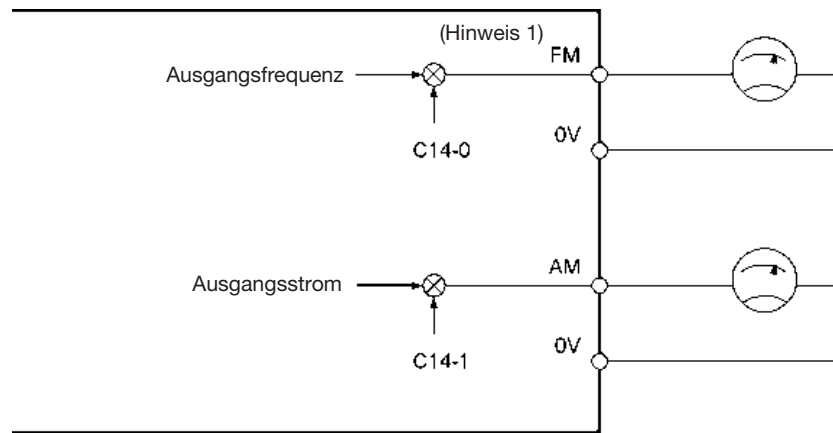 (Hinweis 1)
FM
Ausgangsfrequenz
C14-0
0V
AM
Ausgangsstrom
C14-1
0V